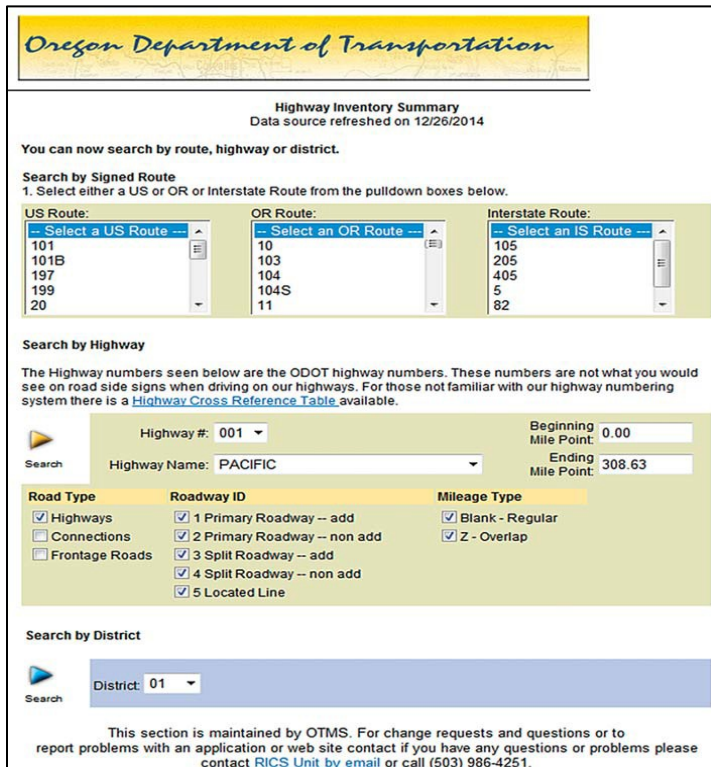 Oregon Department of Transportation
Highway Inventory Summary
Data source refreshed on 12/26/2014
You can now search by route, highway or district.
Search by Signed Route
1. Select either a US or OR or Interstate Route from the pulldown boxes below.
US Route: OR Route: Interstate Route:
-- Select a US Route --- -- Select an OR Route --- -- Select an IS Route ---
101 10 105
101B 103 205
197 104 405
199 104S 5
20 11 82
Search by Highway
The Highway numbers seen below are the ODOT highway numbers. These numbers are not what you would
see on road side signs when driving on our highways. For those not familiar with our highway numbering
system there is a Highway Cross Reference Table available.
Highway #: 001 Beginning Mile Point: 0.00
Search Highway Name: PACIFIC Ending Mile Point: 308.63
Road Type Roadway ID Mileage Type
Highways 1 Primary Roadway -- add Blank - Regular
Connections 2 Primary Roadway -- non add Z - Overlap
Frontage Roads 3 Split Roadway -- add
4 Split Roadway -- non add
5 Located Line
Search by District
Search District: 01
This section is maintained by OTMS. For change requests and questions or to
report problems with an application or web site contact if you have any questions or problems please
contact RICS Unit by email or call (503) 986-4251.